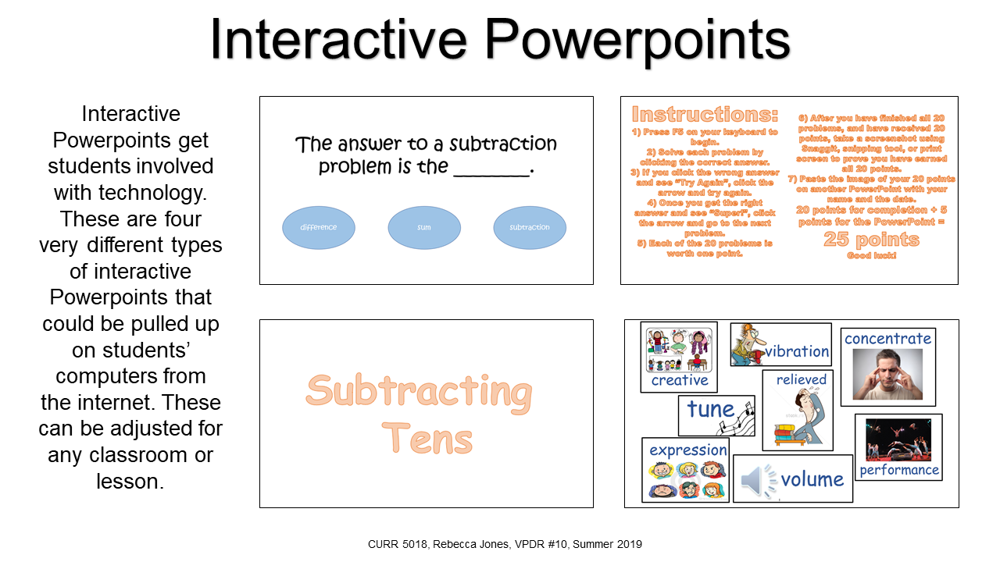 Interactive Powerpoints
Interactive
Powerpoints get
students involved
with technology.
These are four
very different types
of interactive
Powerpoints that
could be pulled up
on students’
computers from
the internet. These
can be adjusted for
any classroom or
lesson.
The answer to a subtraction
problem is the ________.
difference
sum
subtraction
Instructions:
1) Press F5 on your keyboard to
begin.
2) Solve each problem by
clicking the correct answer.
3) If you click the wrong answer
and see “Try Again”, click the
arrow and try again.
4) Once you get the right
answer and see “Super!”, click
the arrow and go to the next
problem.
5) Each of the 20 problems is
worth one point.
6) After you have finished all 20
problems, and have received 20
points, take a screenshot using
Snaggit, snipping tool, or print
screen to prove you have earned
all 20 points.
7) Paste the image of your 20 points
on another PowerPoint with your
name and the date.
20 points for completion + 5
points for the PowerPoint =
25 points
Good luck!
Subtracting
Tens
creative
vibration
concentrate
relieved
tune
expression
volume
performance
CURR 5018, Rebecca Jones, VPDR #10, Summer 2019